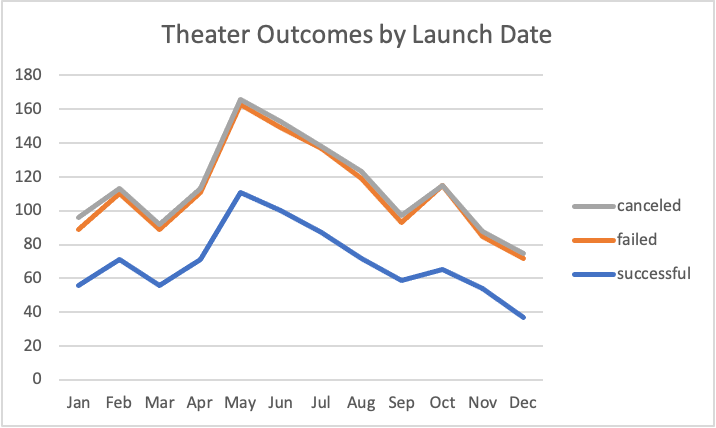 Theater Outcomes by Launch Date
180
160
140
120
100
80
60
40
20
0
Jan Feb Mar Apr May Jun Jul Aug Sep Oct Nov Dec
canceled
failed
successful